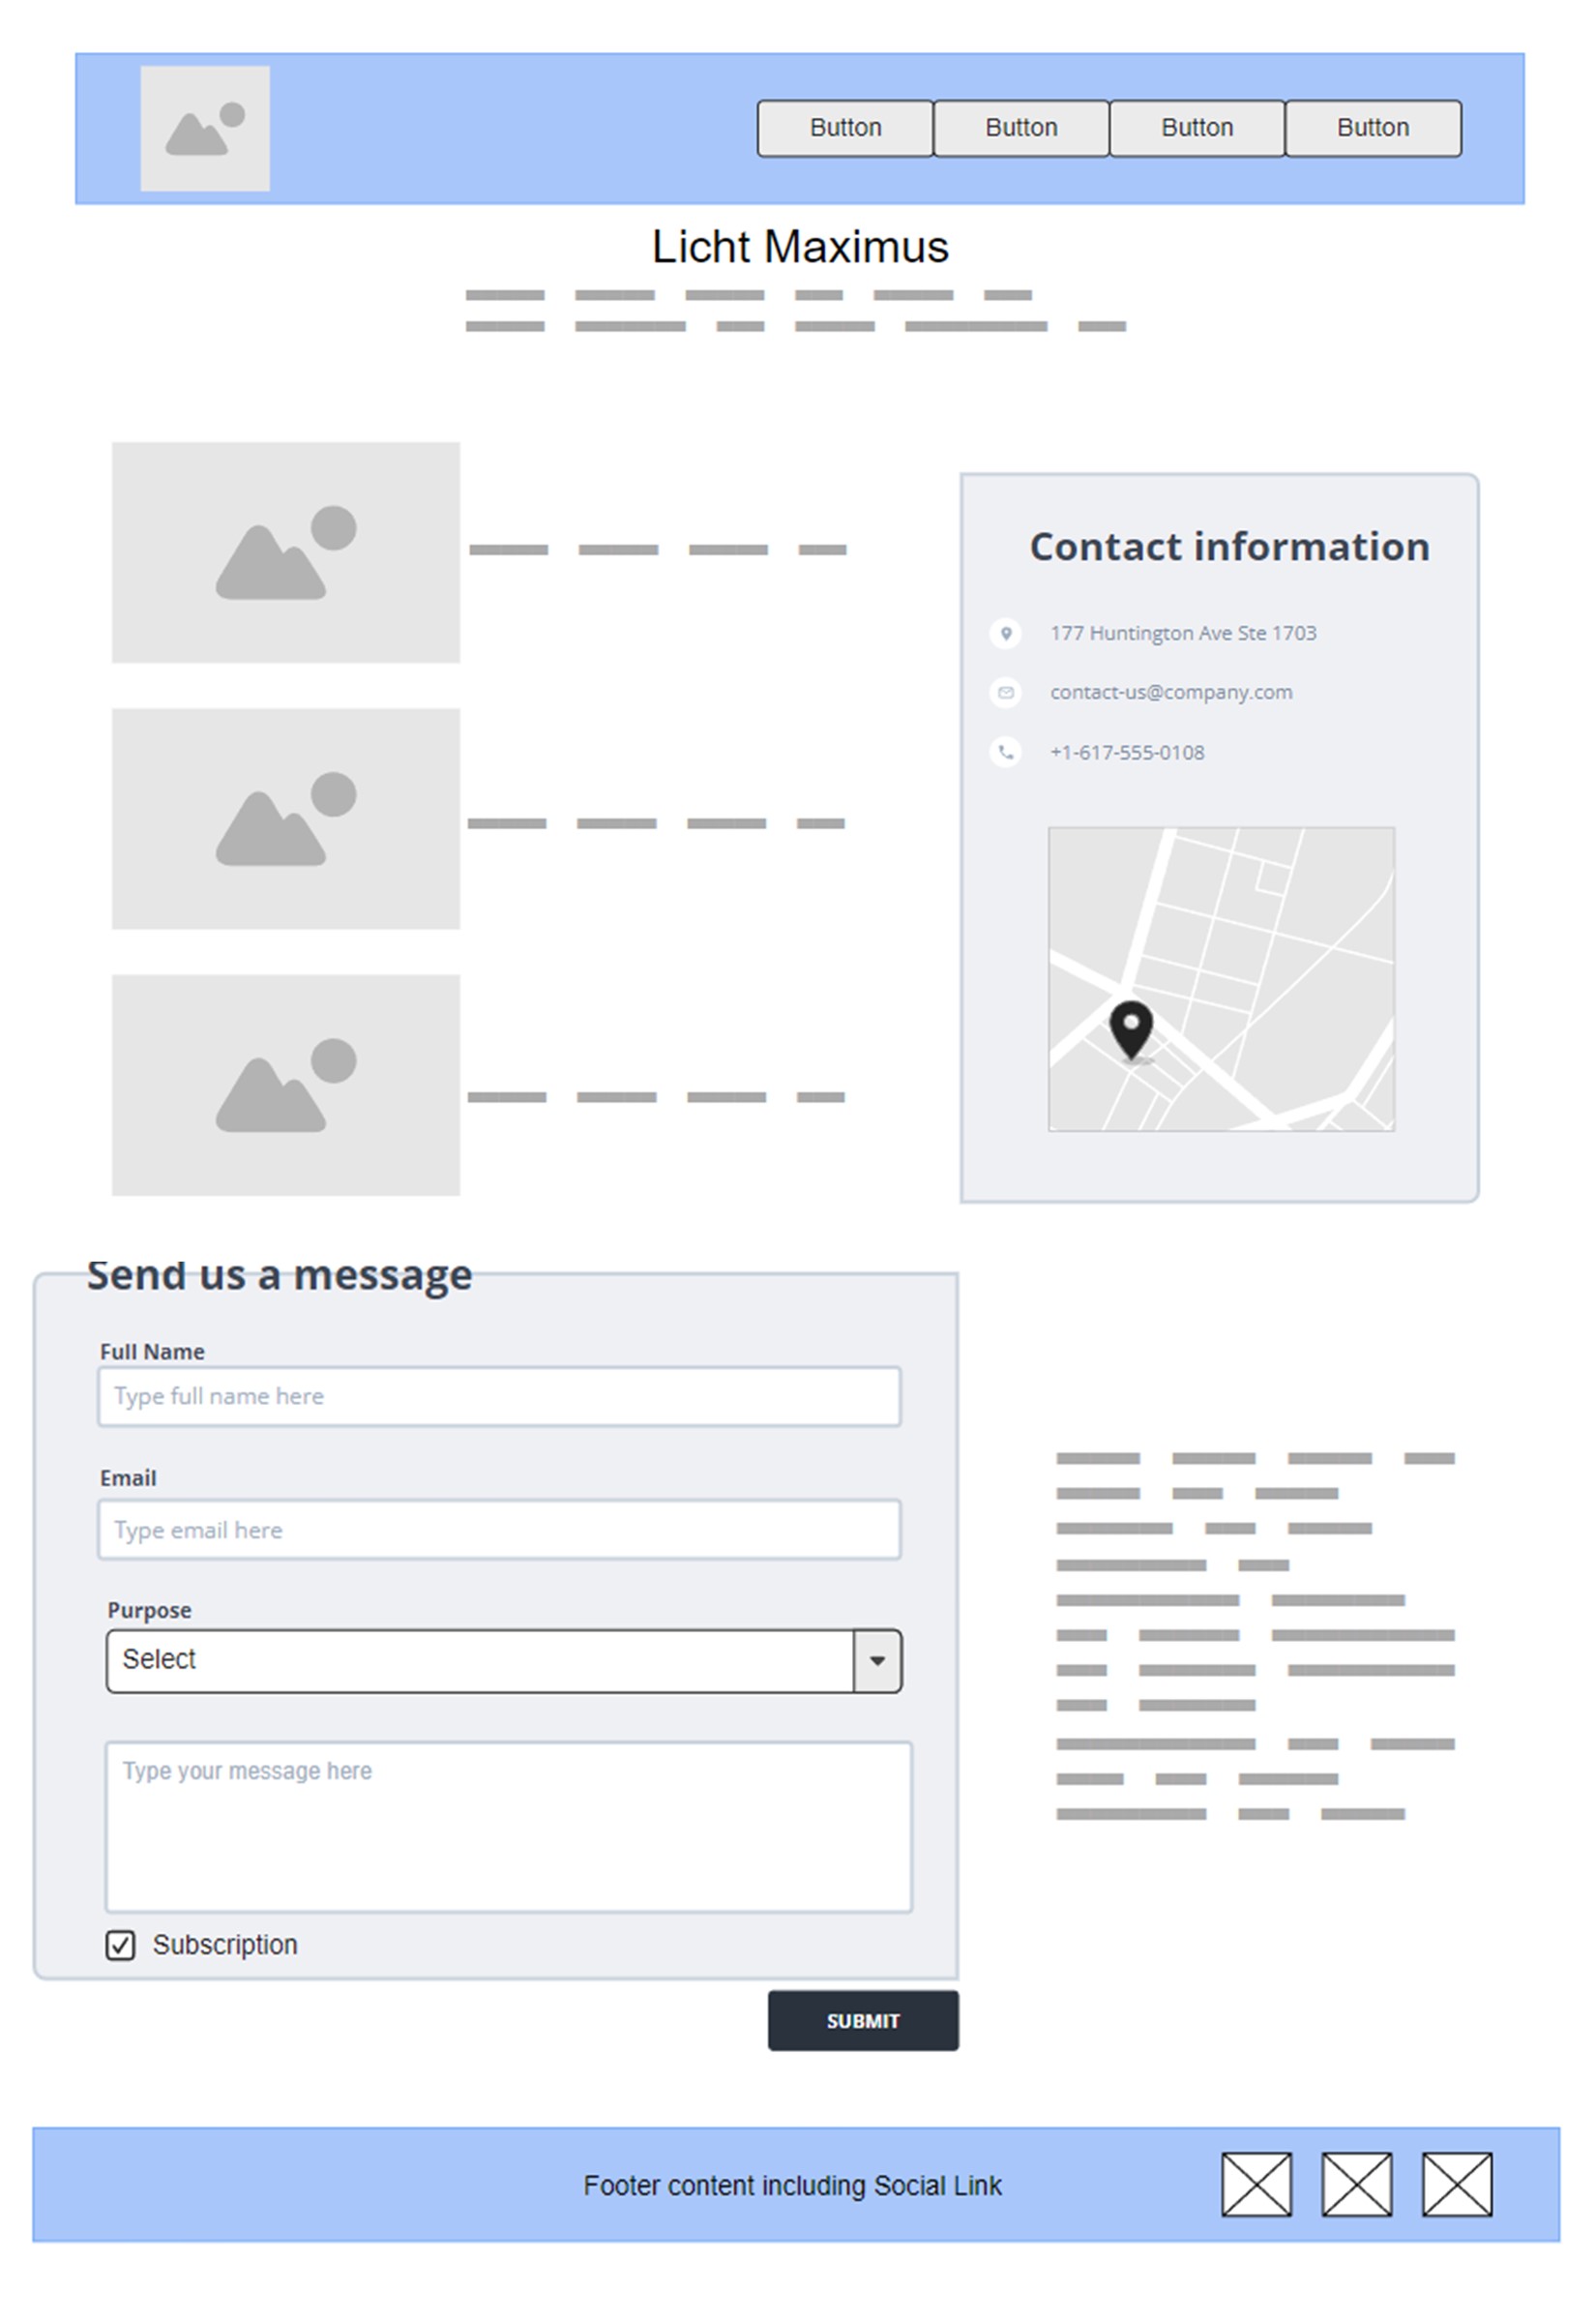 Button Button Button Button
Licht Maximus
Contact information
177 Huntington Ave Ste 1703
contact-us@company.com
+1-617-555-0108
Send us a message
Full Name
Type full name here
Email
Type email here
Purpose
Select
Type your message here
Subscription
SUBMIT
Footer content including Social Link